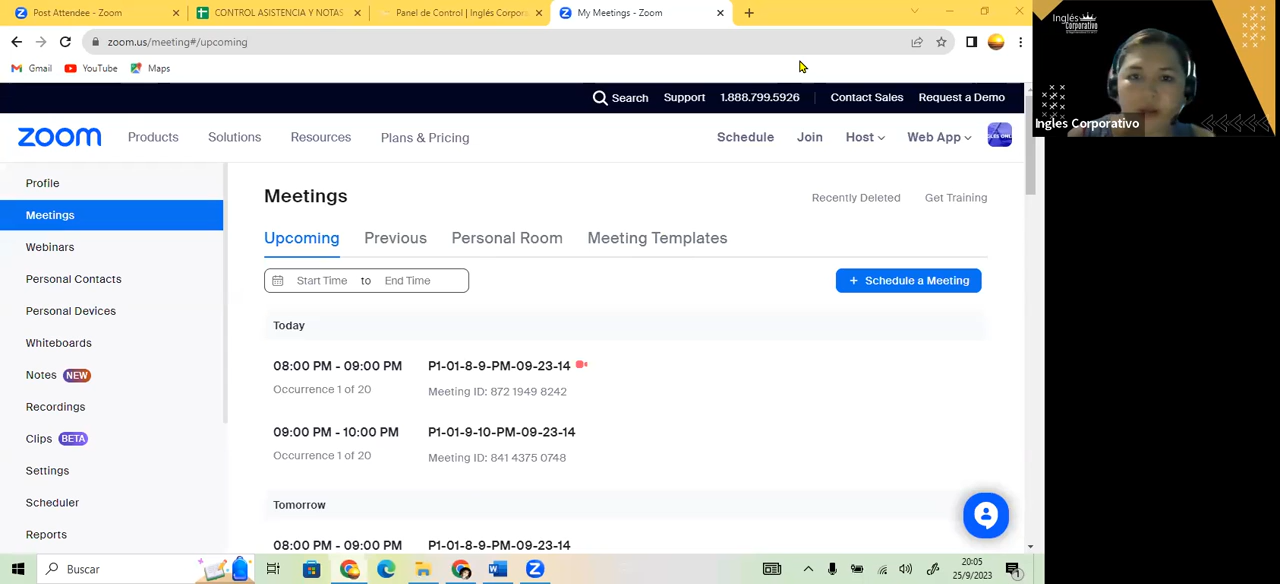 Post Attendee - Zoom
CONTROL ASISTENCIA Y NOTAS
Panel de Control | Inglés Corpor
My Meetings - Zoom
zoom.us/meeting#/upcoming
Gmail
YouTube
Maps
Search
Support
1.888.799.5926
Contact Sales
Request a Demo
zoom
Products
Solutions
Resources
Plans & Pricing
Schedule
Join
Host
Web App
Profile
Meetings
Webinars
Personal Contacts
Personal Devices
Whiteboards
Notes NEW
Recordings
Clips BETA
Settings
Scheduler
Reports
Meetings
Recently Deleted
Get Training
Upcoming
Previous
Personal Room
Meeting Templates
Start Time to End Time
+ Schedule a Meeting
Today
08:00 PM - 09:00 PM
P1-01-8-9-PM-09-23-14
Occurrence 1 of 20
Meeting ID: 872 1949 8242
09:00 PM - 10:00 PM
P1-01-9-10-PM-09-23-14
Occurrence 1 of 20
Meeting ID: 841 4375 0748
Tomorrow
08:00 PM - 09:00 PM
P1-01-8-9-PM-09-23-14
Inglés
Corporativo
Ingles Corporativo
Buscar
20:05
25/9/2023